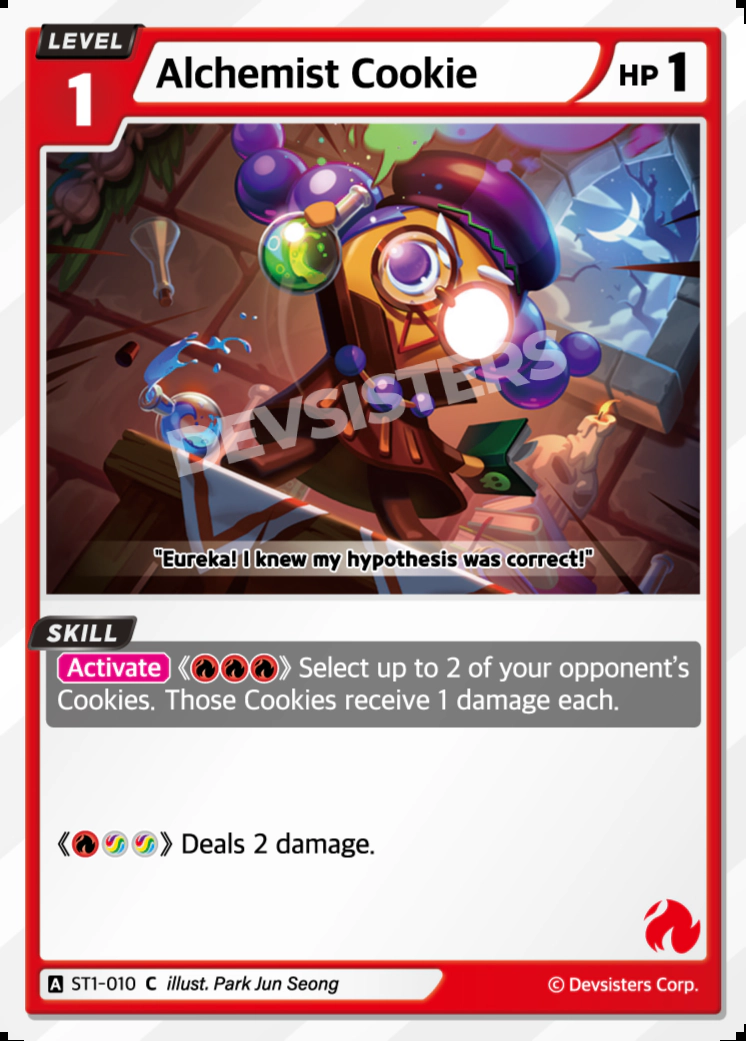 LEVEL
1
Alchemist Cookie
HP 1
DEVSISTERS
"Eureka! I knew my hypothesis was correct!"
SKILL
Activate 《》 Select up to 2 of your opponent's
Cookies. Those Cookies receive 1 damage each.
《》 Deals 2 damage.
A ST1-010 C illust. Park Jun Seong
© Devsisters Corp.